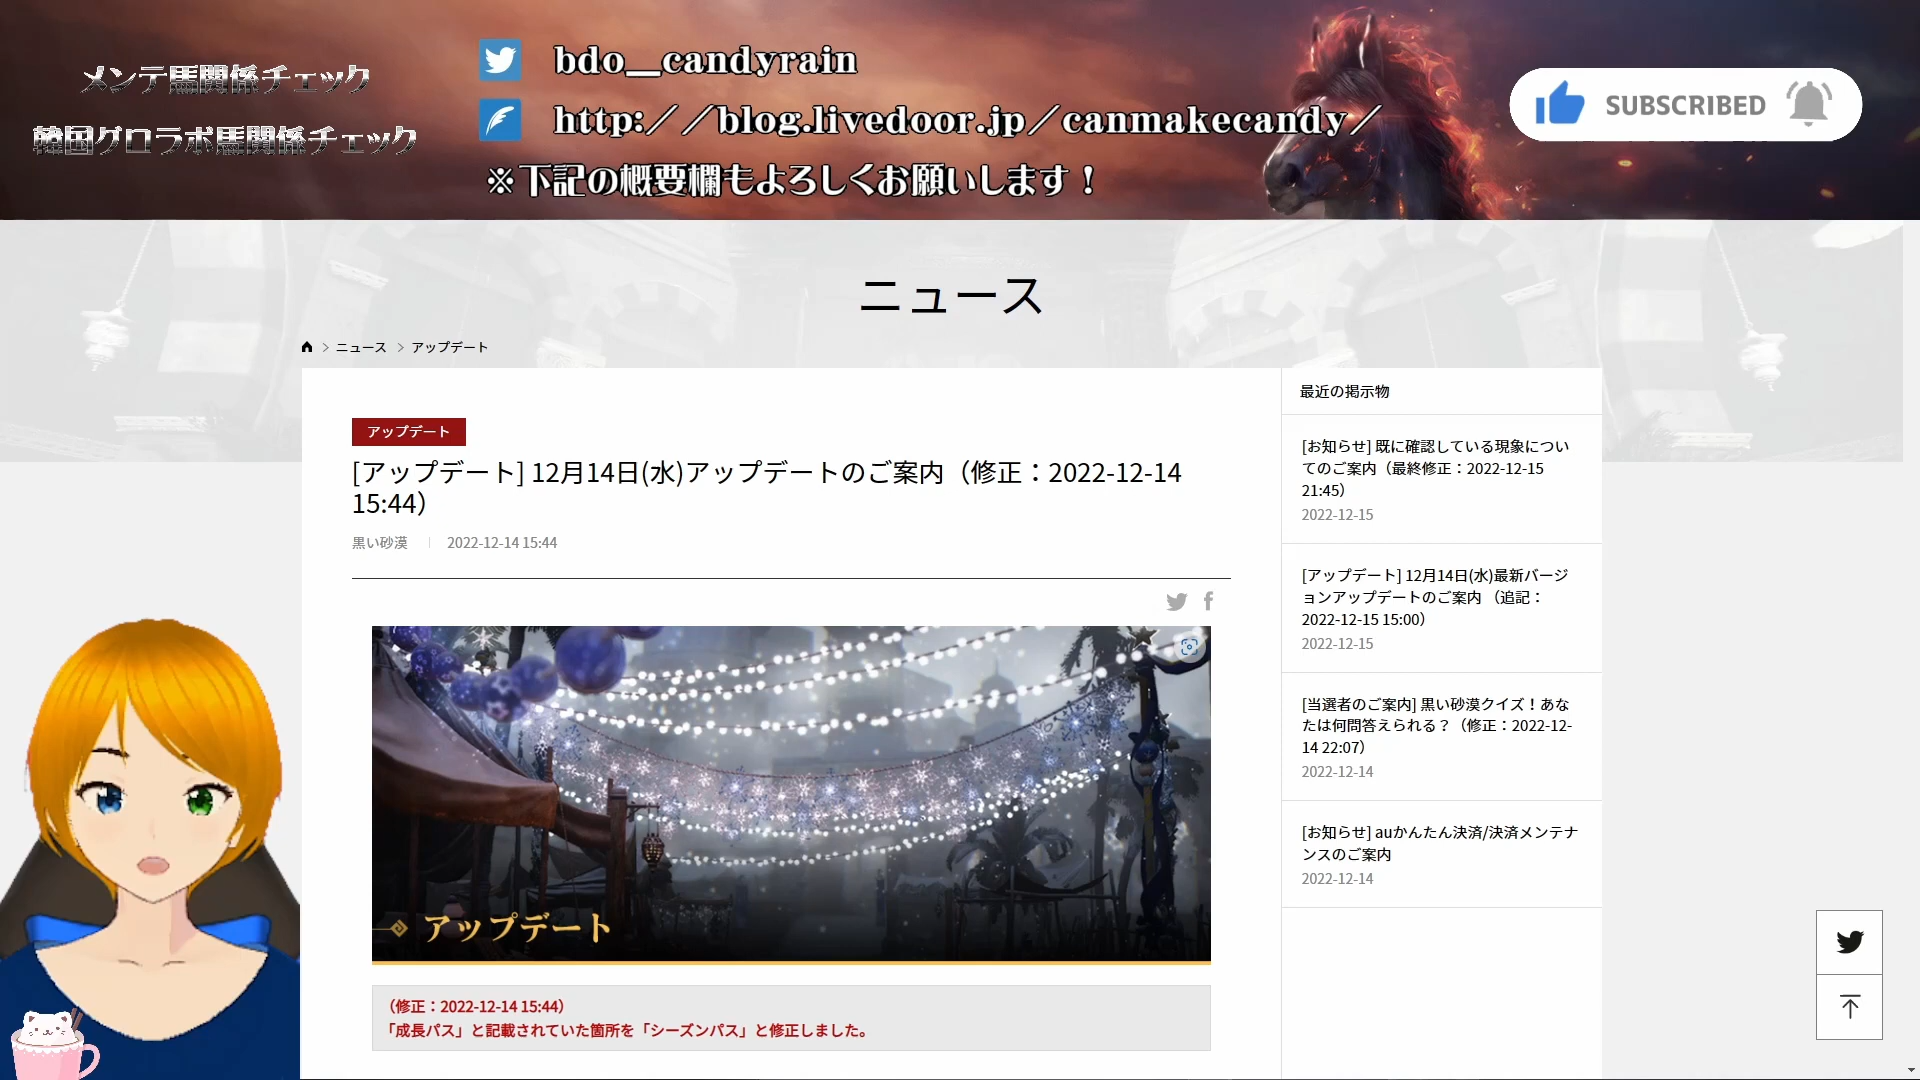 メンテ馬関係チェック
韓国グロラボ馬関係チェック
bdo__candyrain
http://blog.livedoor.jp/canmakecandy/
※下記の概要欄もよろしくお願いします！
SUBSCRIBED
ニュース
ニュース > アップデート
アップデート
[アップデート] 12月14日(水)アップデートのご案内（修正：2022-12-14
15:44）
黒い砂漠 | 2022-12-14 15:44
アップデート
（修正：2022-12-14 15:44）
「成長パス」と記載されていた箇所を「シーズンパス」と修正しました。
最近の掲示物
[お知らせ] 既に確認している現象につい
てのご案内（最終修正：2022-12-15
21:45）
2022-12-15
[アップデート] 12月14日(水)最新バージ
ョンアップデートのご案内 （追記：
2022-12-15 15:00）
2022-12-15
[当選者のご案内] 黒い砂漠クイズ！あな
たは何問答えられる？（修正：2022-12-
14 22:07）
2022-12-14
[お知らせ] auかんたん決済/決済メンテナ
ンスのご案内
2022-12-14